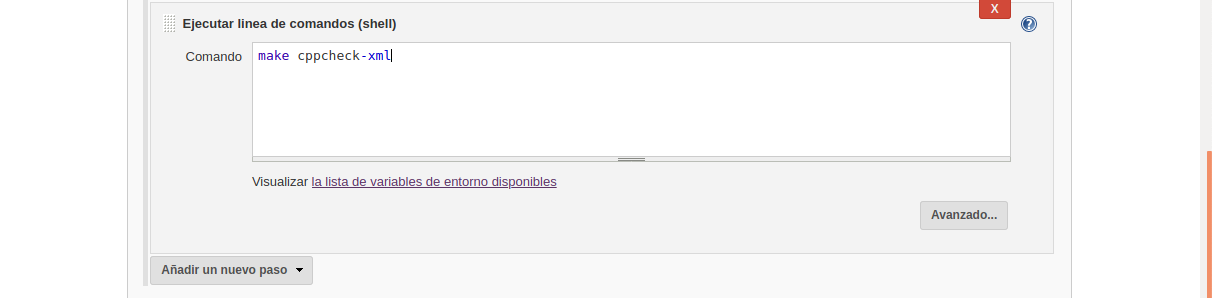 X
Ejecutar linea de comandos (shell)
?
Comando
make cppcheck-xml
Visualizar la lista de variables de entorno disponibles
Avanzado...
Añadir un nuevo paso